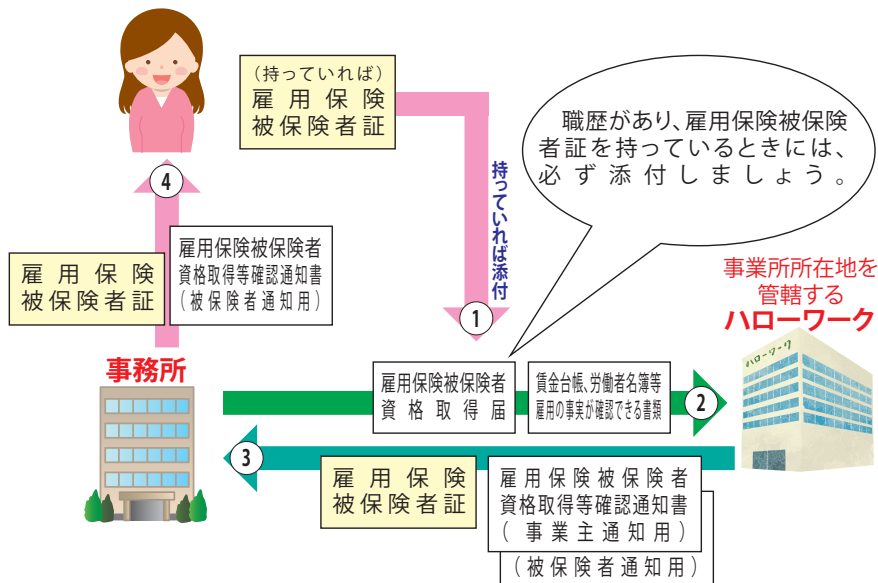 (持っていれば)
雇用保険
被保険者証
職歴があり、雇用保険被保険
者証を持っているときには、
必ず添付しましょう。
持っていれば添付
①
④
雇用保険
被保険者証
雇用保険被保険者
資格取得等確認通知書
(被保険者通知用)
事業所所在地を
管轄する
ハローワーク
ハローワーク
事務所
雇用保険被保険者
資格取得届
賃金台帳、労働者名簿等
雇用の事実が確認できる書類
②
③
雇用保険
被保険者証
雇用保険被保険者
資格取得等確認通知書
(事業主通知用)
(被保険者通知用)